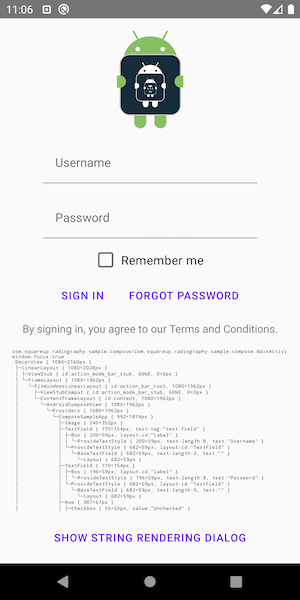 11:06
Username
Password
Remember me
SIGN IN
FORGOT PASSWORD
By signing in, you agree to our Terms and Conditions.
com.squareup.radiography.sample.compose/com.squareup.radiography.sample.compose.MainActivi
window-focus:true
DecorView { 1080×2160px }
├─LinearLayout { 1080×2028px }
│ ├─ViewStub { id:action_mode_bar_stub, GONE, 0×0px }
│ ╰─FrameLayout { 1080×1962px }
│ ╰─FitWindowsLinearLayout { id:action_bar_root, 1080×1962px }
│ ├─ViewStubCompat { id:action_mode_bar_stub, GONE, 0×0px }
│ ╰─ContentFrameLayout { id:content, 1080×1962px }
│ ╰─AndroidComposeView { 1080×1962px }
│ ╰─Providers { 1080×1962px }
│ ╰─ComposeSampleApp { 992×1874px }
│ ├─Image { 240×352px }
│ ├─TextField { 770×154px, test-tag:"text-field" }
│ │ ├─Box { 200×59px, layout-id:"Label" }
│ │ │ ╰─ProvideTextStyle { 200×59px, text-length:8, text:"Username" }
│ │ ╰─ProvideTextStyle { 682×59px, layout-id:"TextField" }
│ │ ╰─BaseTextField { 682×59px, text-length:0, text:"" }
│ │ ╰─Layout { 682×59px }
│ ├─TextField { 770×154px }
│ │ ├─Box { 196×59px, layout-id:"Label" }
│ │ │ ╰─ProvideTextStyle { 196×59px, text-length:8, text:"Password" }
│ │ ╰─ProvideTextStyle { 682×59px, layout-id:"TextField" }
│ │ ╰─BaseTextField { 682×59px, text-length:0, text:"" }
│ │ ╰─Layout { 682×59px }
│ ├─Row { 387×67px }
│ │ ├─Checkbox { 55×55px, value:"Unchecked" }
SHOW STRING RENDERING DIALOG